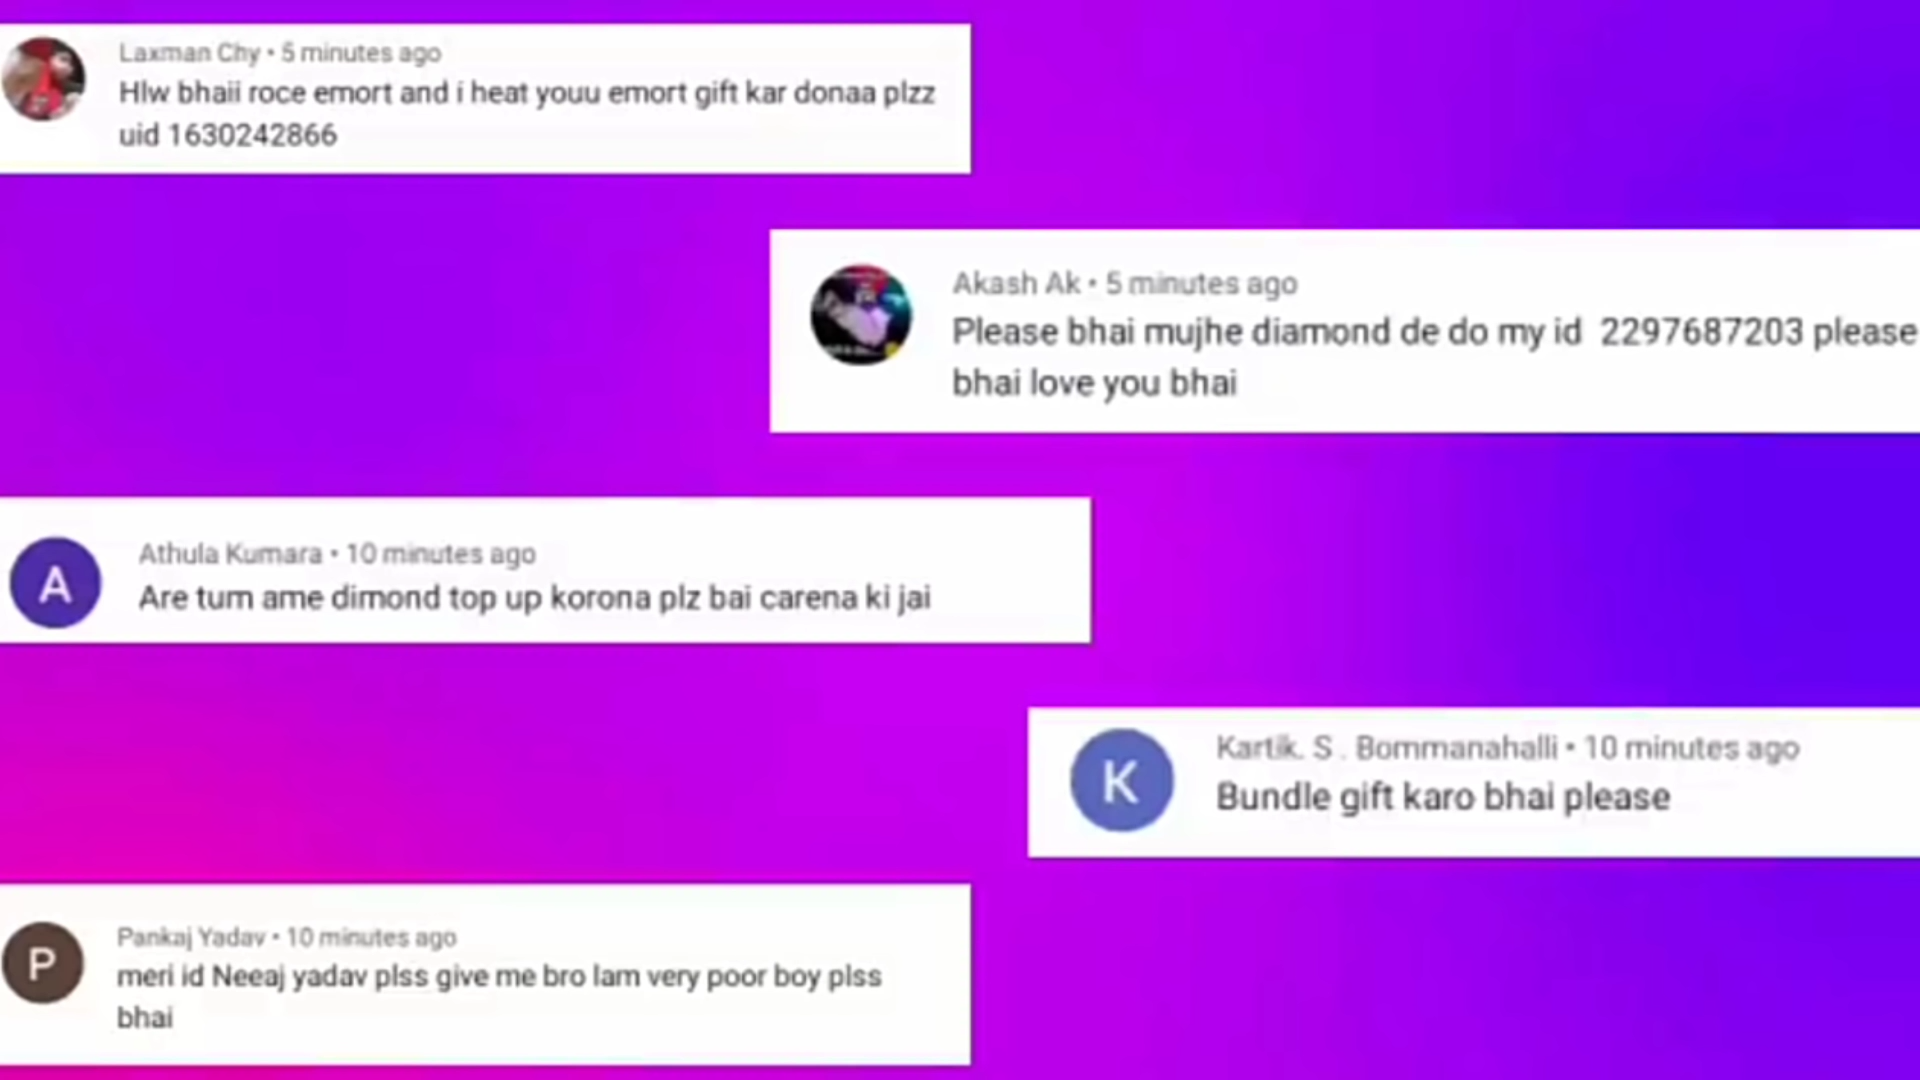 Laxman Chy • 5 minutes ago
Hlw bhaii roce emort and i heat youu emort gift kar donaa plzz
uid 1630242866
Akash Ak • 5 minutes ago
Please bhai mujhe diamond de do my id 2297687203 please
bhai love you bhai
A
Athula Kumara • 10 minutes ago
Are tum ame dimond top up korona plz bai carena ki jai
K
Kartik. S . Bommanahalli • 10 minutes ago
Bundle gift karo bhai please
P
Pankaj Yadav • 10 minutes ago
meri id Neeaj yadav plss give me bro Iam very poor boy plss
bhai